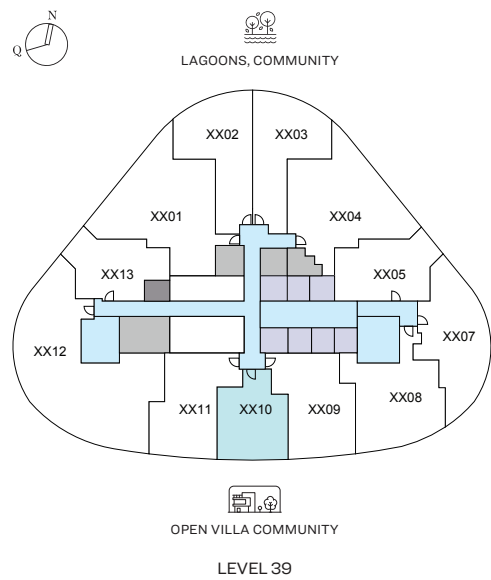 N
Q
LAGOONS, COMMUNITY
XX02 XX03
XX01 XX04
XX13 XX05
XX12 XX07
XX08
XX11 XX10 XX09
OPEN VILLA COMMUNITY
LEVEL 39